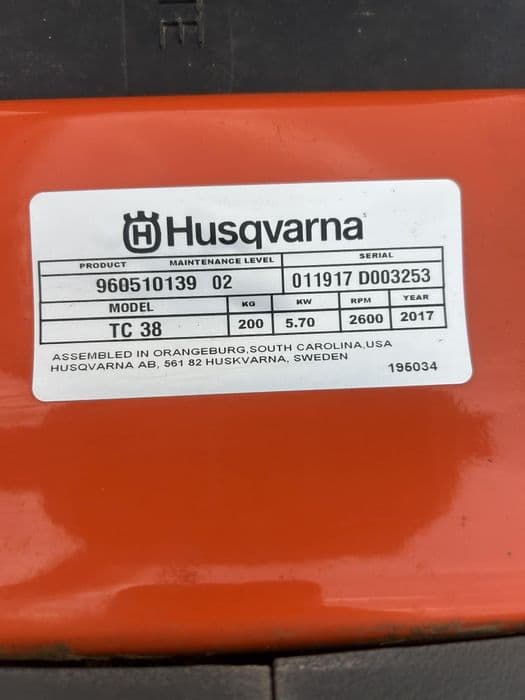 Husqvarna
PRODUCT MAINTENANCE LEVEL SERIAL
960510139 02 011917 D003253
MODEL KG KW RPM YEAR
TC 38 200 5.70 2600 2017
ASSEMBLED IN ORANGEBURG,SOUTH CAROLINA,USA
HUSQVARNA AB, 561 82 HUSKVARNA, SWEDEN
195034